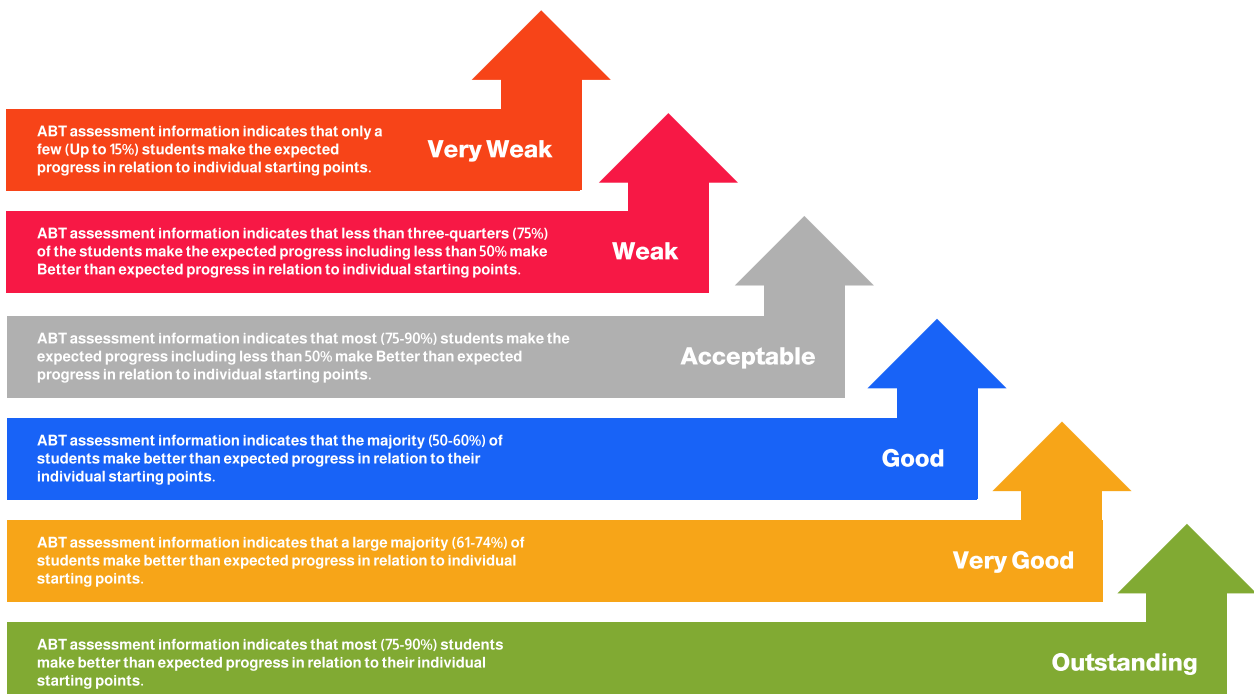 ABT assessment information indicates that only a
few (Up to 15%) students make the expected
progress in relation to individual starting points.
Very Weak
ABT assessment information indicates that less than three-quarters (75%)
of the students make the expected progress including less than 50% make
Better than expected progress in relation to individual starting points.
Weak
ABT assessment information indicates that most (75-90%) students make the
expected progress including less than 50% make Better than expected
progress in relation to individual starting points.
Acceptable
ABT assessment information indicates that the majority (50-60%) of
students make better than expected progress in relation to their
individual starting points.
Good
ABT assessment information indicates that a large majority (61-74%) of
students make better than expected progress in relation to individual
starting points.
Very Good
ABT assessment information indicates that most (75-90%) students
make better than expected progress in relation to their individual
starting points.
Outstanding